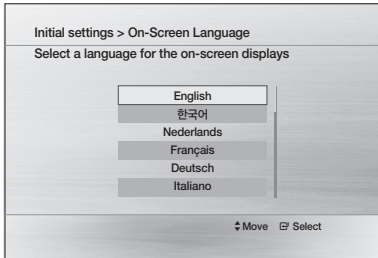 Initial settings > On-Screen Language
Select a language for the on-screen displays
English
한국어
Nederlands
Français
Deutsch
Italiano
Move Select